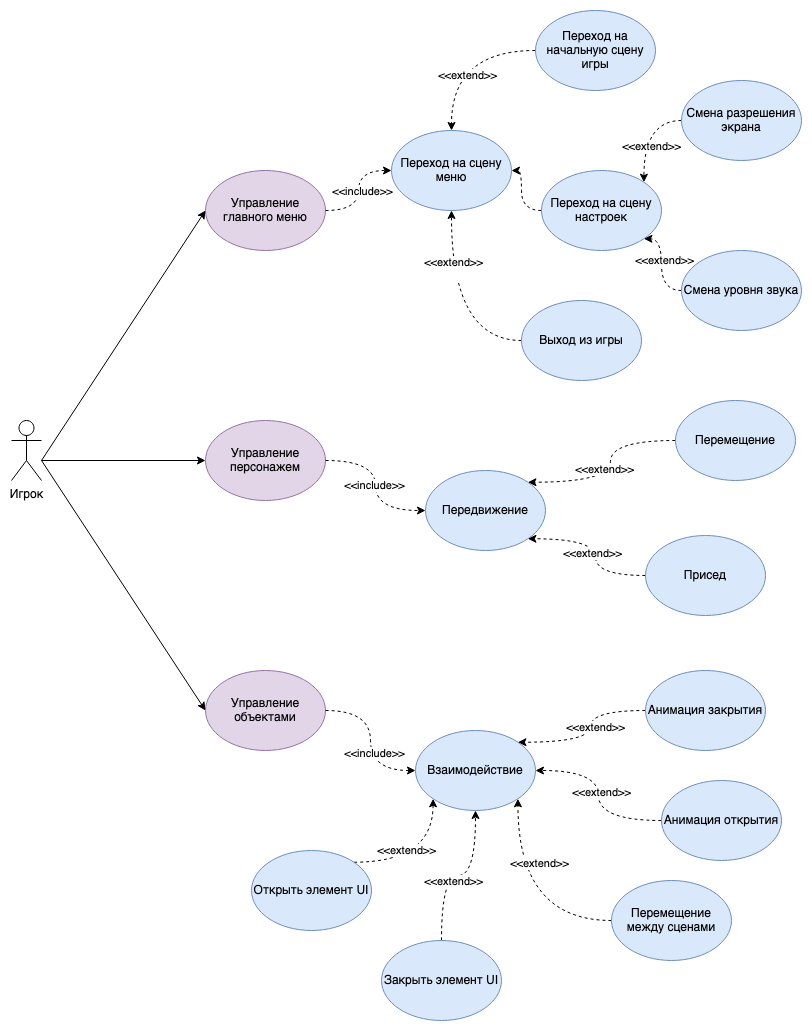 Переход на
начальную сцену
игры
<<extend>>
Смена разрешения
экрана
<<extend>>
Переход на сцену
меню
Управление
главного меню
<<include>>
Переход на сцену
настроек
<<extend>>
<<extend>>
Смена уровня звука
Выход из игры
Игрок
Управление
персонажем
<<include>>
Передвижение
Перемещение
<<extend>>
<<extend>>
Присед
Управление
объектами
<<include>>
Взаимодействие
Анимация закрытия
<<extend>>
<<extend>>
Анимация открытия
<<extend>>
Открыть элемент UI
<<extend>>
<<extend>>
Перемещение
между сценами
Закрыть элемент UI